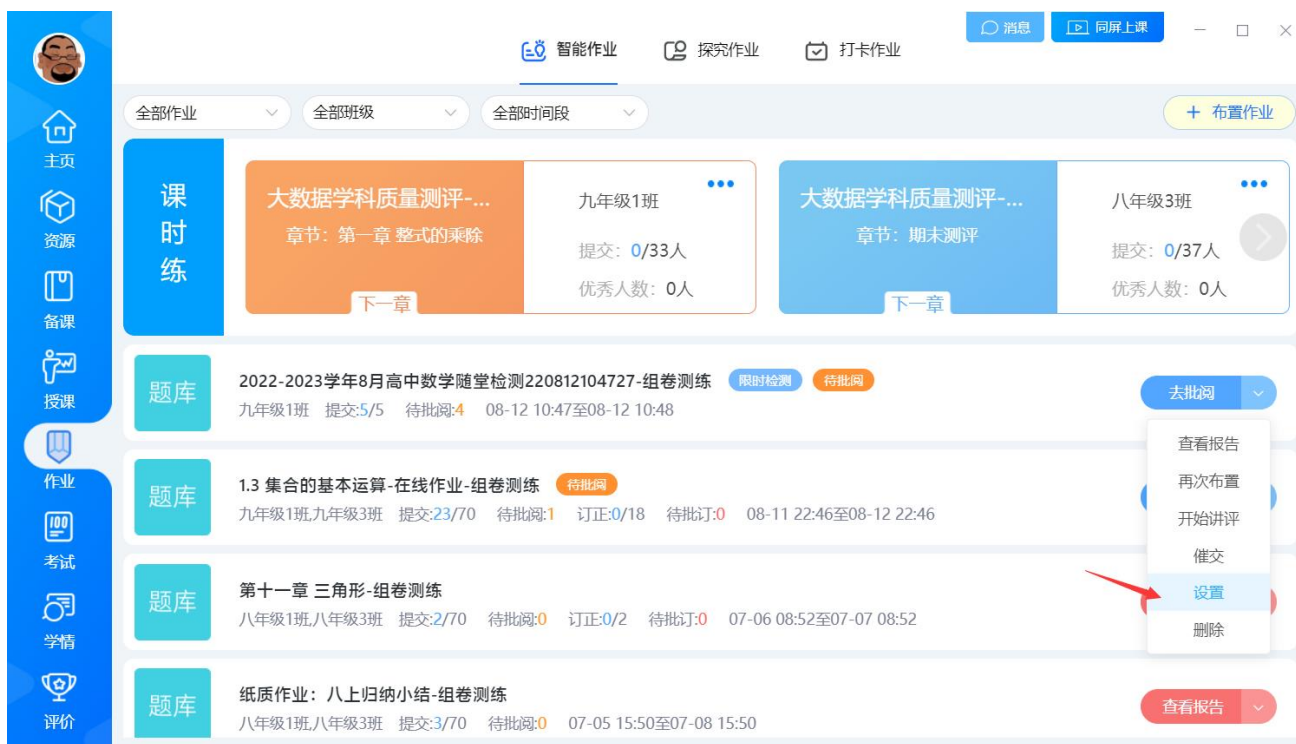 智能作业
探究作业
打卡作业
消息
同屏上课
主页
资源
备课
授课
作业
100
考试
学情
评价
全部作业
全部班级
全部时间段
+ 布置作业
课时练
大数据学科质量测评-...
章节：第一章 整式的乘除
下一章
九年级1班
提交：0/33人
优秀人数：0人
大数据学科质量测评-...
章节：期末测评
下一章
八年级3班
提交：0/37人
优秀人数：0人
题库
2022-2023学年8月高中数学随堂检测220812104727-组卷测练 限时检测 待批阅
九年级1班 提交:5/5 待批阅:4 08-12 10:47至08-12 10:48
去批阅
查看报告
再次布置
开始讲评
催交
设置
删除
题库
1.3 集合的基本运算-在线作业-组卷测练 待批阅
九年级1班,九年级3班 提交:23/70 待批阅:1 订正:0/18 待批订:0 08-11 22:46至08-12 22:46
题库
第十一章 三角形-组卷测练
八年级1班,八年级3班 提交:2/70 待批阅:0 订正:0/2 待批订:0 07-06 08:52至07-07 08:52
题库
纸质作业：八上归纳小结-组卷测练
八年级1班,八年级3班 提交:3/70 待批阅:0 07-05 15:50至07-08 15:50
查看报告